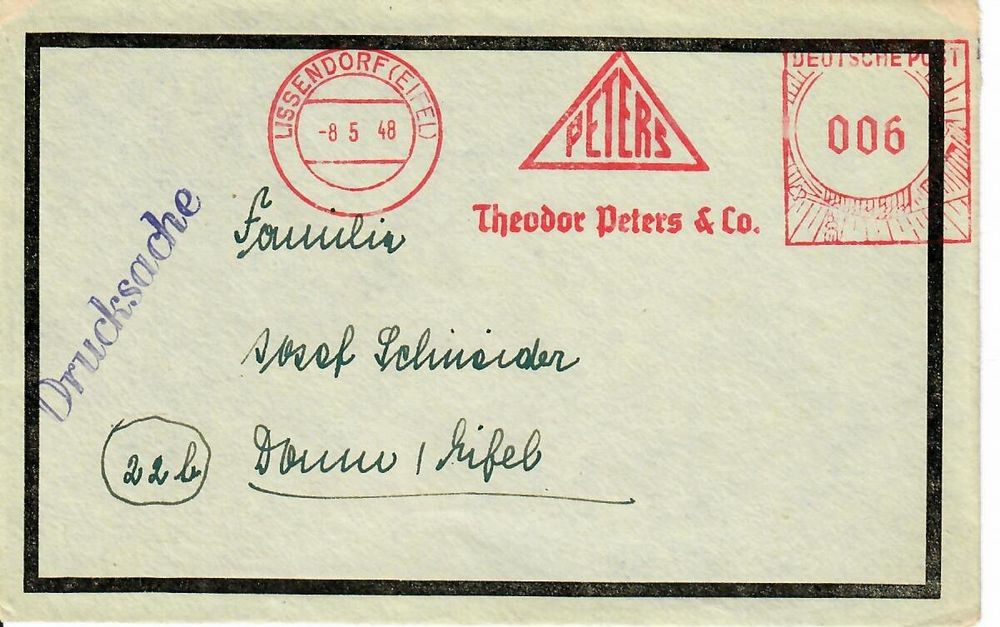 LISSENDORF (EIFEL)
-8 5 48
PETERS
Theodor Peters & Co.
DEUTSCHE POST
006
Drucksache
Familie
Josef Schneider
22b
Daun / Eifel